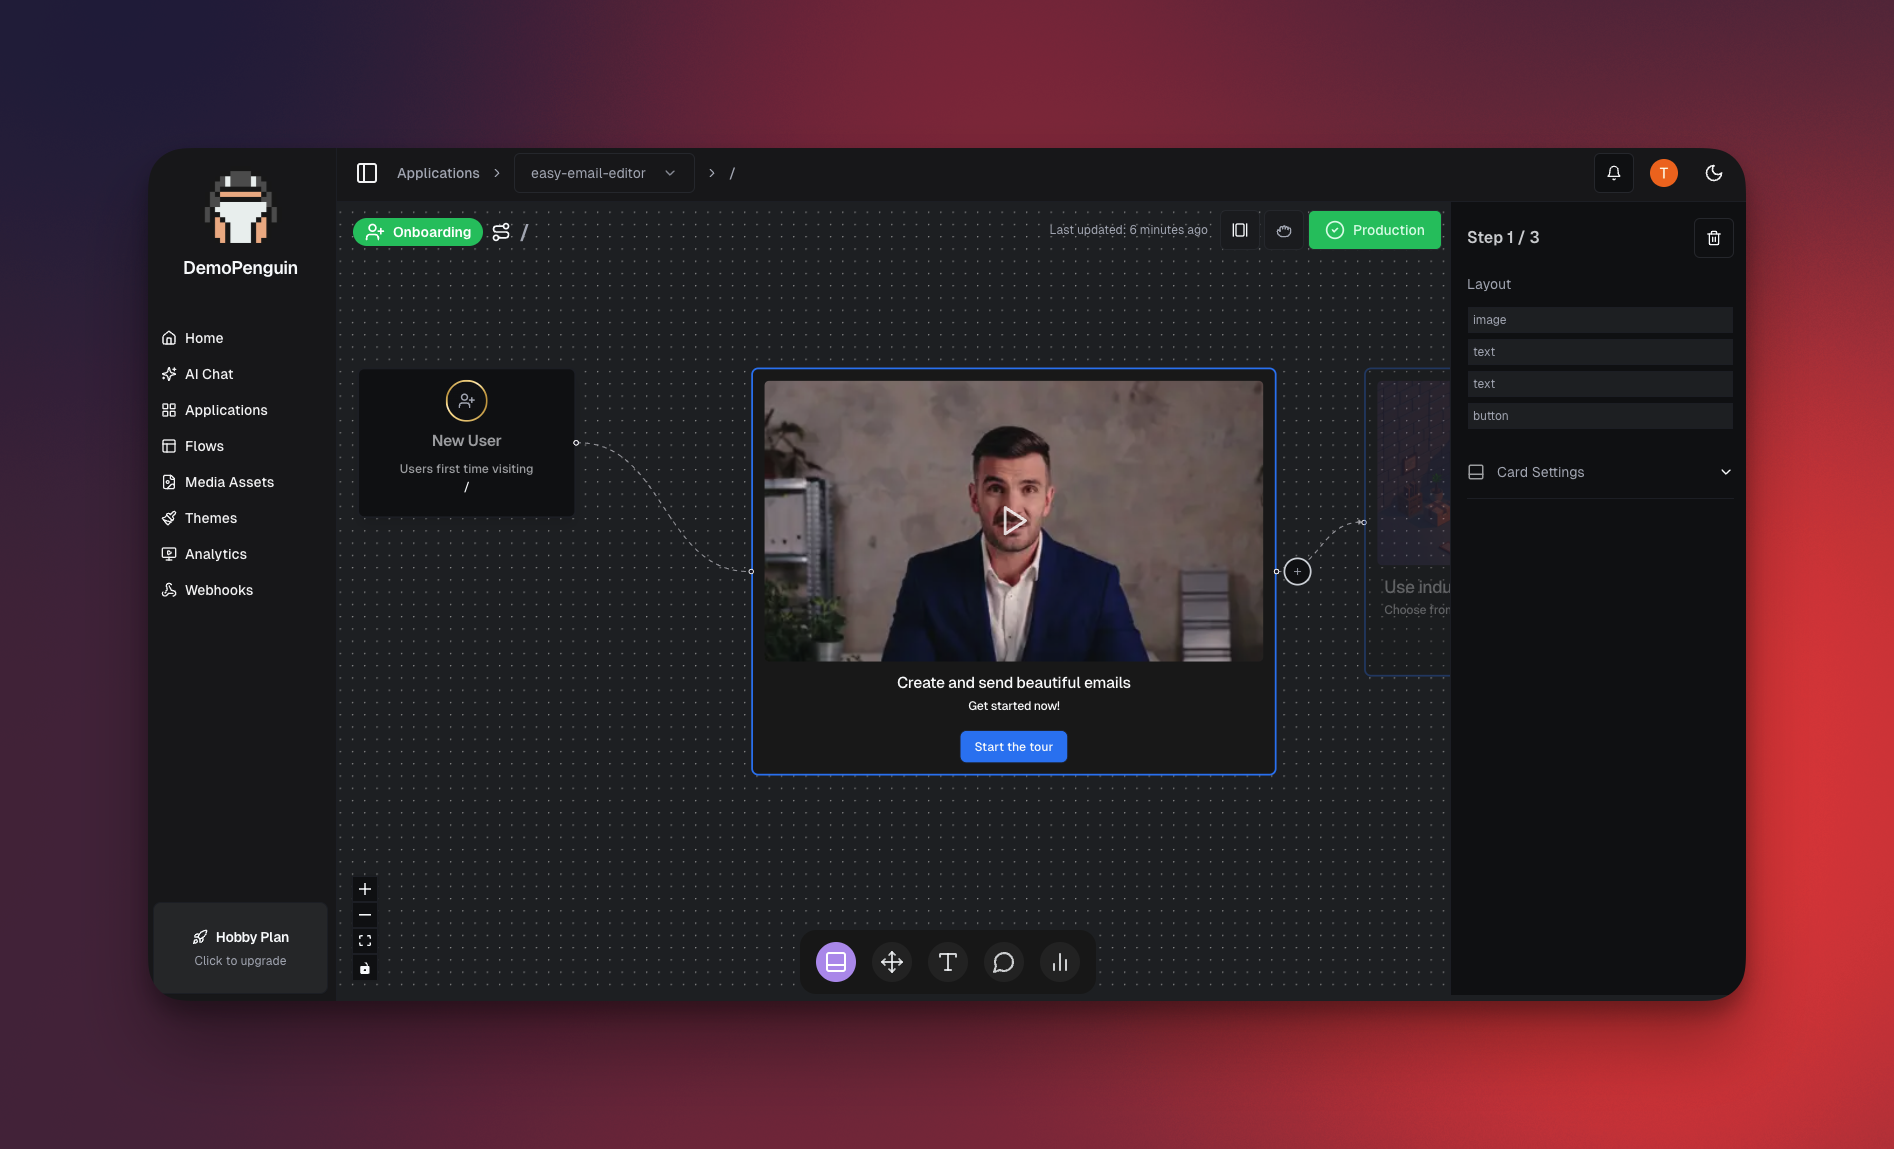 DemoPenguin
Home
AI Chat
Applications
Flows
Media Assets
Themes
Analytics
Webhooks
Hobby Plan
Click to upgrade
Applications
easy-email-editor
/
T
Onboarding
/
Last updated: 6 minutes ago
Production
New User
Users first time visiting
/
Create and send beautiful emails
Get started now!
Start the tour
Use indu
Choose fron
Step 1 / 3
Layout
image
text
text
button
Card Settings